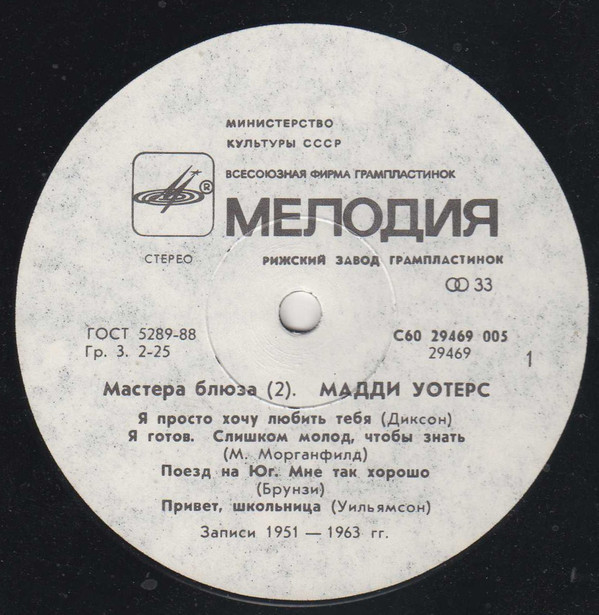 МИНИСТЕРСТВО
КУЛЬТУРЫ СССР
ВСЕСОЮЗНАЯ ФИРМА ГРАМПЛАСТИНОК
®
МЕЛОДИЯ
СТЕРЕО
РИЖСКИЙ ЗАВОД ГРАМПЛАСТИНОК
33
ГОСТ 5289-88
Гр. 3. 2-25
С60 29469 005
29469
1
Мастера блюза (2). МАДДИ УОТЕРС
Я просто хочу любить тебя (Диксон)
Я готов. Слишком молод, чтобы знать
(М. Морганфилд)
Поезд на Юг. Мне так хорошо
(Брунзи)
Привет, школьница (Уильямсон)
Записи 1951 — 1963 гг.